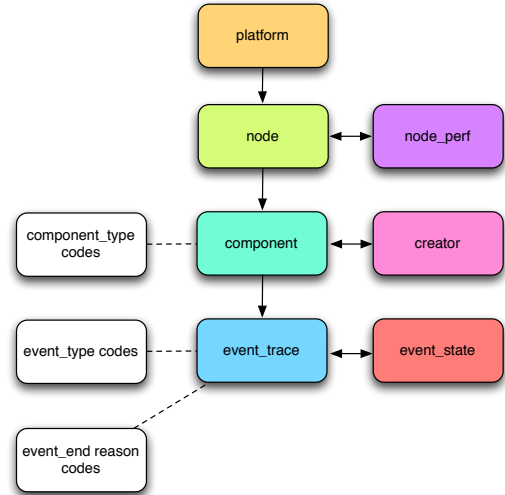 platform
node
node_perf
component_type
codes
component
creator
event_type codes
event_trace
event_state
event_end reason
codes